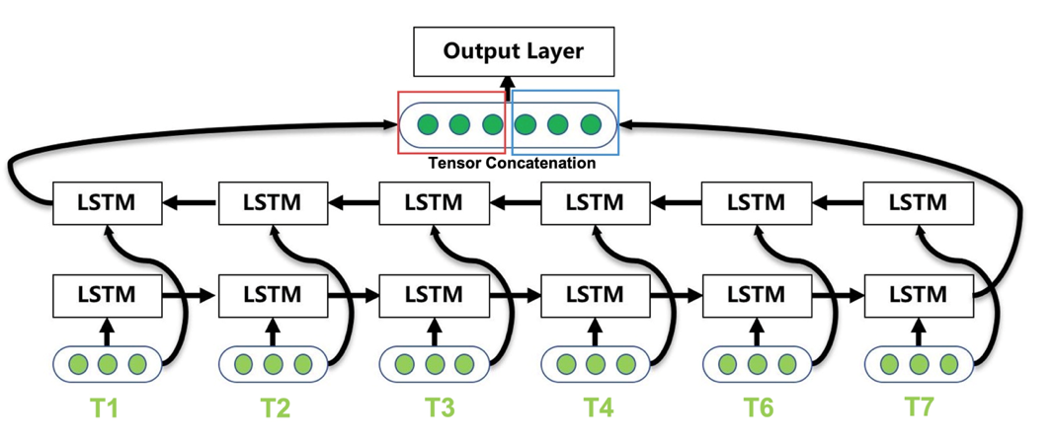 Output Layer
Tensor Concatenation
LSTM LSTM LSTM LSTM LSTM LSTM
LSTM LSTM LSTM LSTM LSTM LSTM
T1 T2 T3 T4 T6 T7